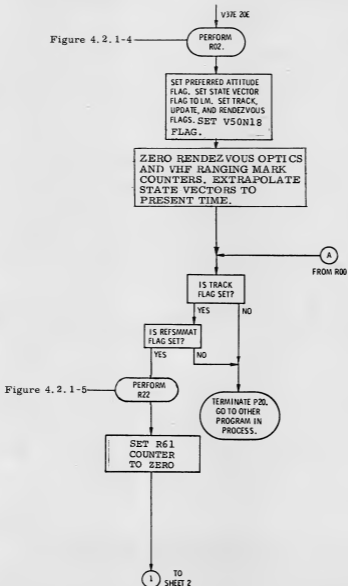 V37E 20E
Figure 4.2.1-4
PERFORM
R02.
SET PREFERRED ATTITUDE
FLAG. SET STATE VECTOR
FLAG TO LM. SET TRACK,
UPDATE, AND RENDEZVOUS
FLAGS. SET V50N18
FLAG.
ZERO RENDEZVOUS OPTICS
AND VHF RANGING MARK
COUNTERS, EXTRAPOLATE
STATE VECTORS TO
PRESENT TIME.
A
FROM R00
IS TRACK
FLAG SET?
YES
NO
IS REFSMMAT
FLAG SET?
YES
NO
Figure 4.2.1-5
PERFORM
R22
TERMINATE P20.
GO TO OTHER
PROGRAM IN
PROCESS.
SET R61
COUNTER
TO ZERO
1
TO
SHEET 2